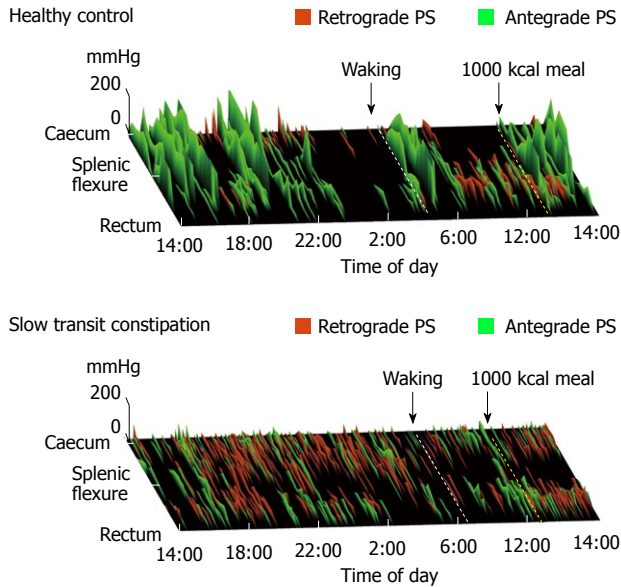 Healthy control
Retrograde PS Antegrade PS
mmHg
Waking 1000 kcal meal
200
0
Caecum
Splenic
flexure
Rectum
14:00 18:00 22:00 2:00 6:00 12:00 14:00
Time of day
Slow transit constipation
Retrograde PS Antegrade PS
mmHg
Waking 1000 kcal meal
200
0
Caecum
Splenic
flexure
Rectum
14:00 18:00 22:00 2:00 6:00 12:00 14:00
Time of day